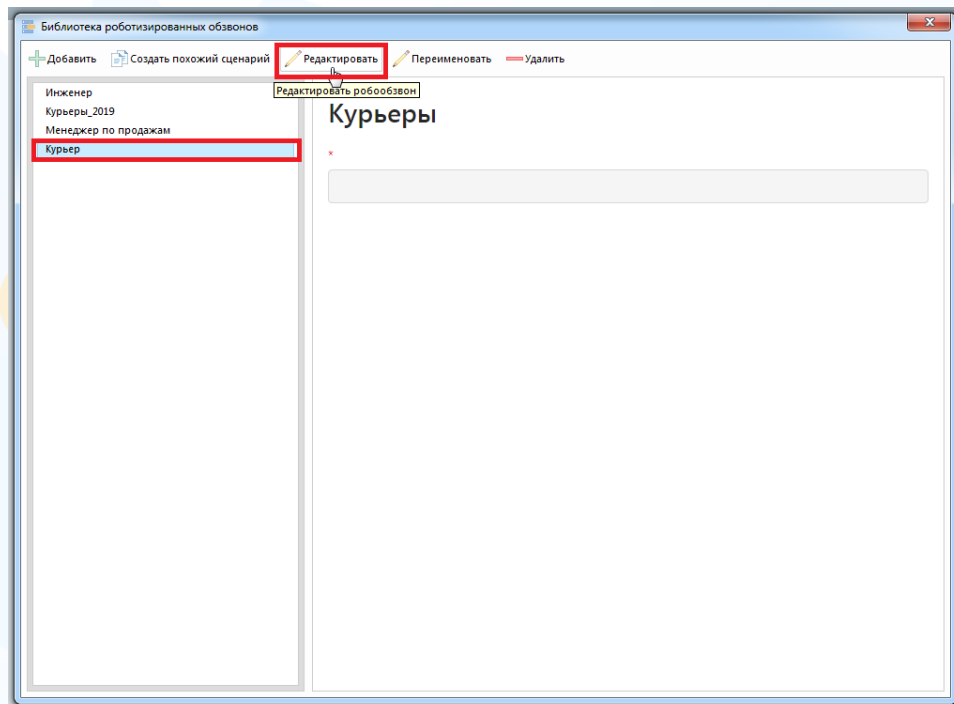 Библиотека роботизированных обзвонов
Добавить Создать похожий сценарий Редактировать Переименовать Удалить
Редактировать робообзвон
Инженер
Курьеры_2019
Менеджер по продажам
Курьер
Курьеры
*